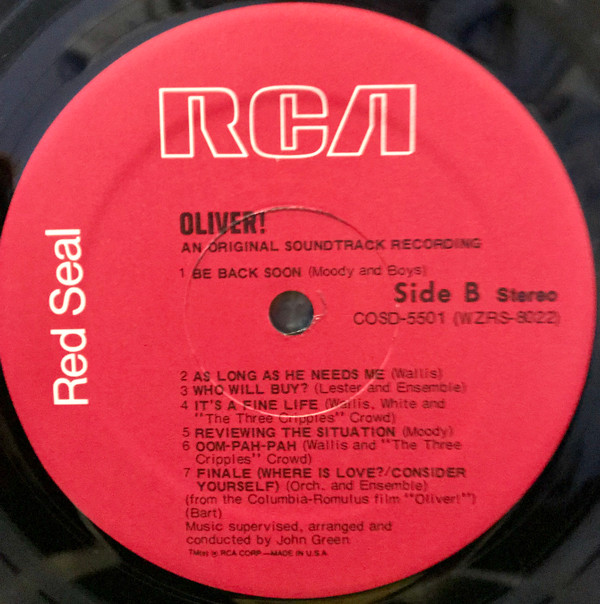 RCA
Red Seal
OLIVER!
AN ORIGINAL SOUNDTRACK RECORDING
1 BE BACK SOON (Moody and Boys)
Side B Stereo
COSD-5501 (WZRS-8022)
2 AS LONG AS HE NEEDS ME (Wallis)
3 WHO WILL BUY? (Lester and Ensemble)
4 IT'S A FINE LIFE (Wallis, White and
"The Three Cripples" Crowd)
5 REVIEWING THE SITUATION (Moody)
6 OOM-PAH-PAH (Wallis and "The Three
Cripples" Crowd)
7 FINALE (WHERE IS LOVE?/CONSIDER
YOURSELF) (Orch. and Ensemble)
(from the Columbia-Romulus film "Oliver!")
(Bart)
Music supervised, arranged and
conducted by John Green
TM(s) ® RCA CORP.—MADE IN U.S.A.